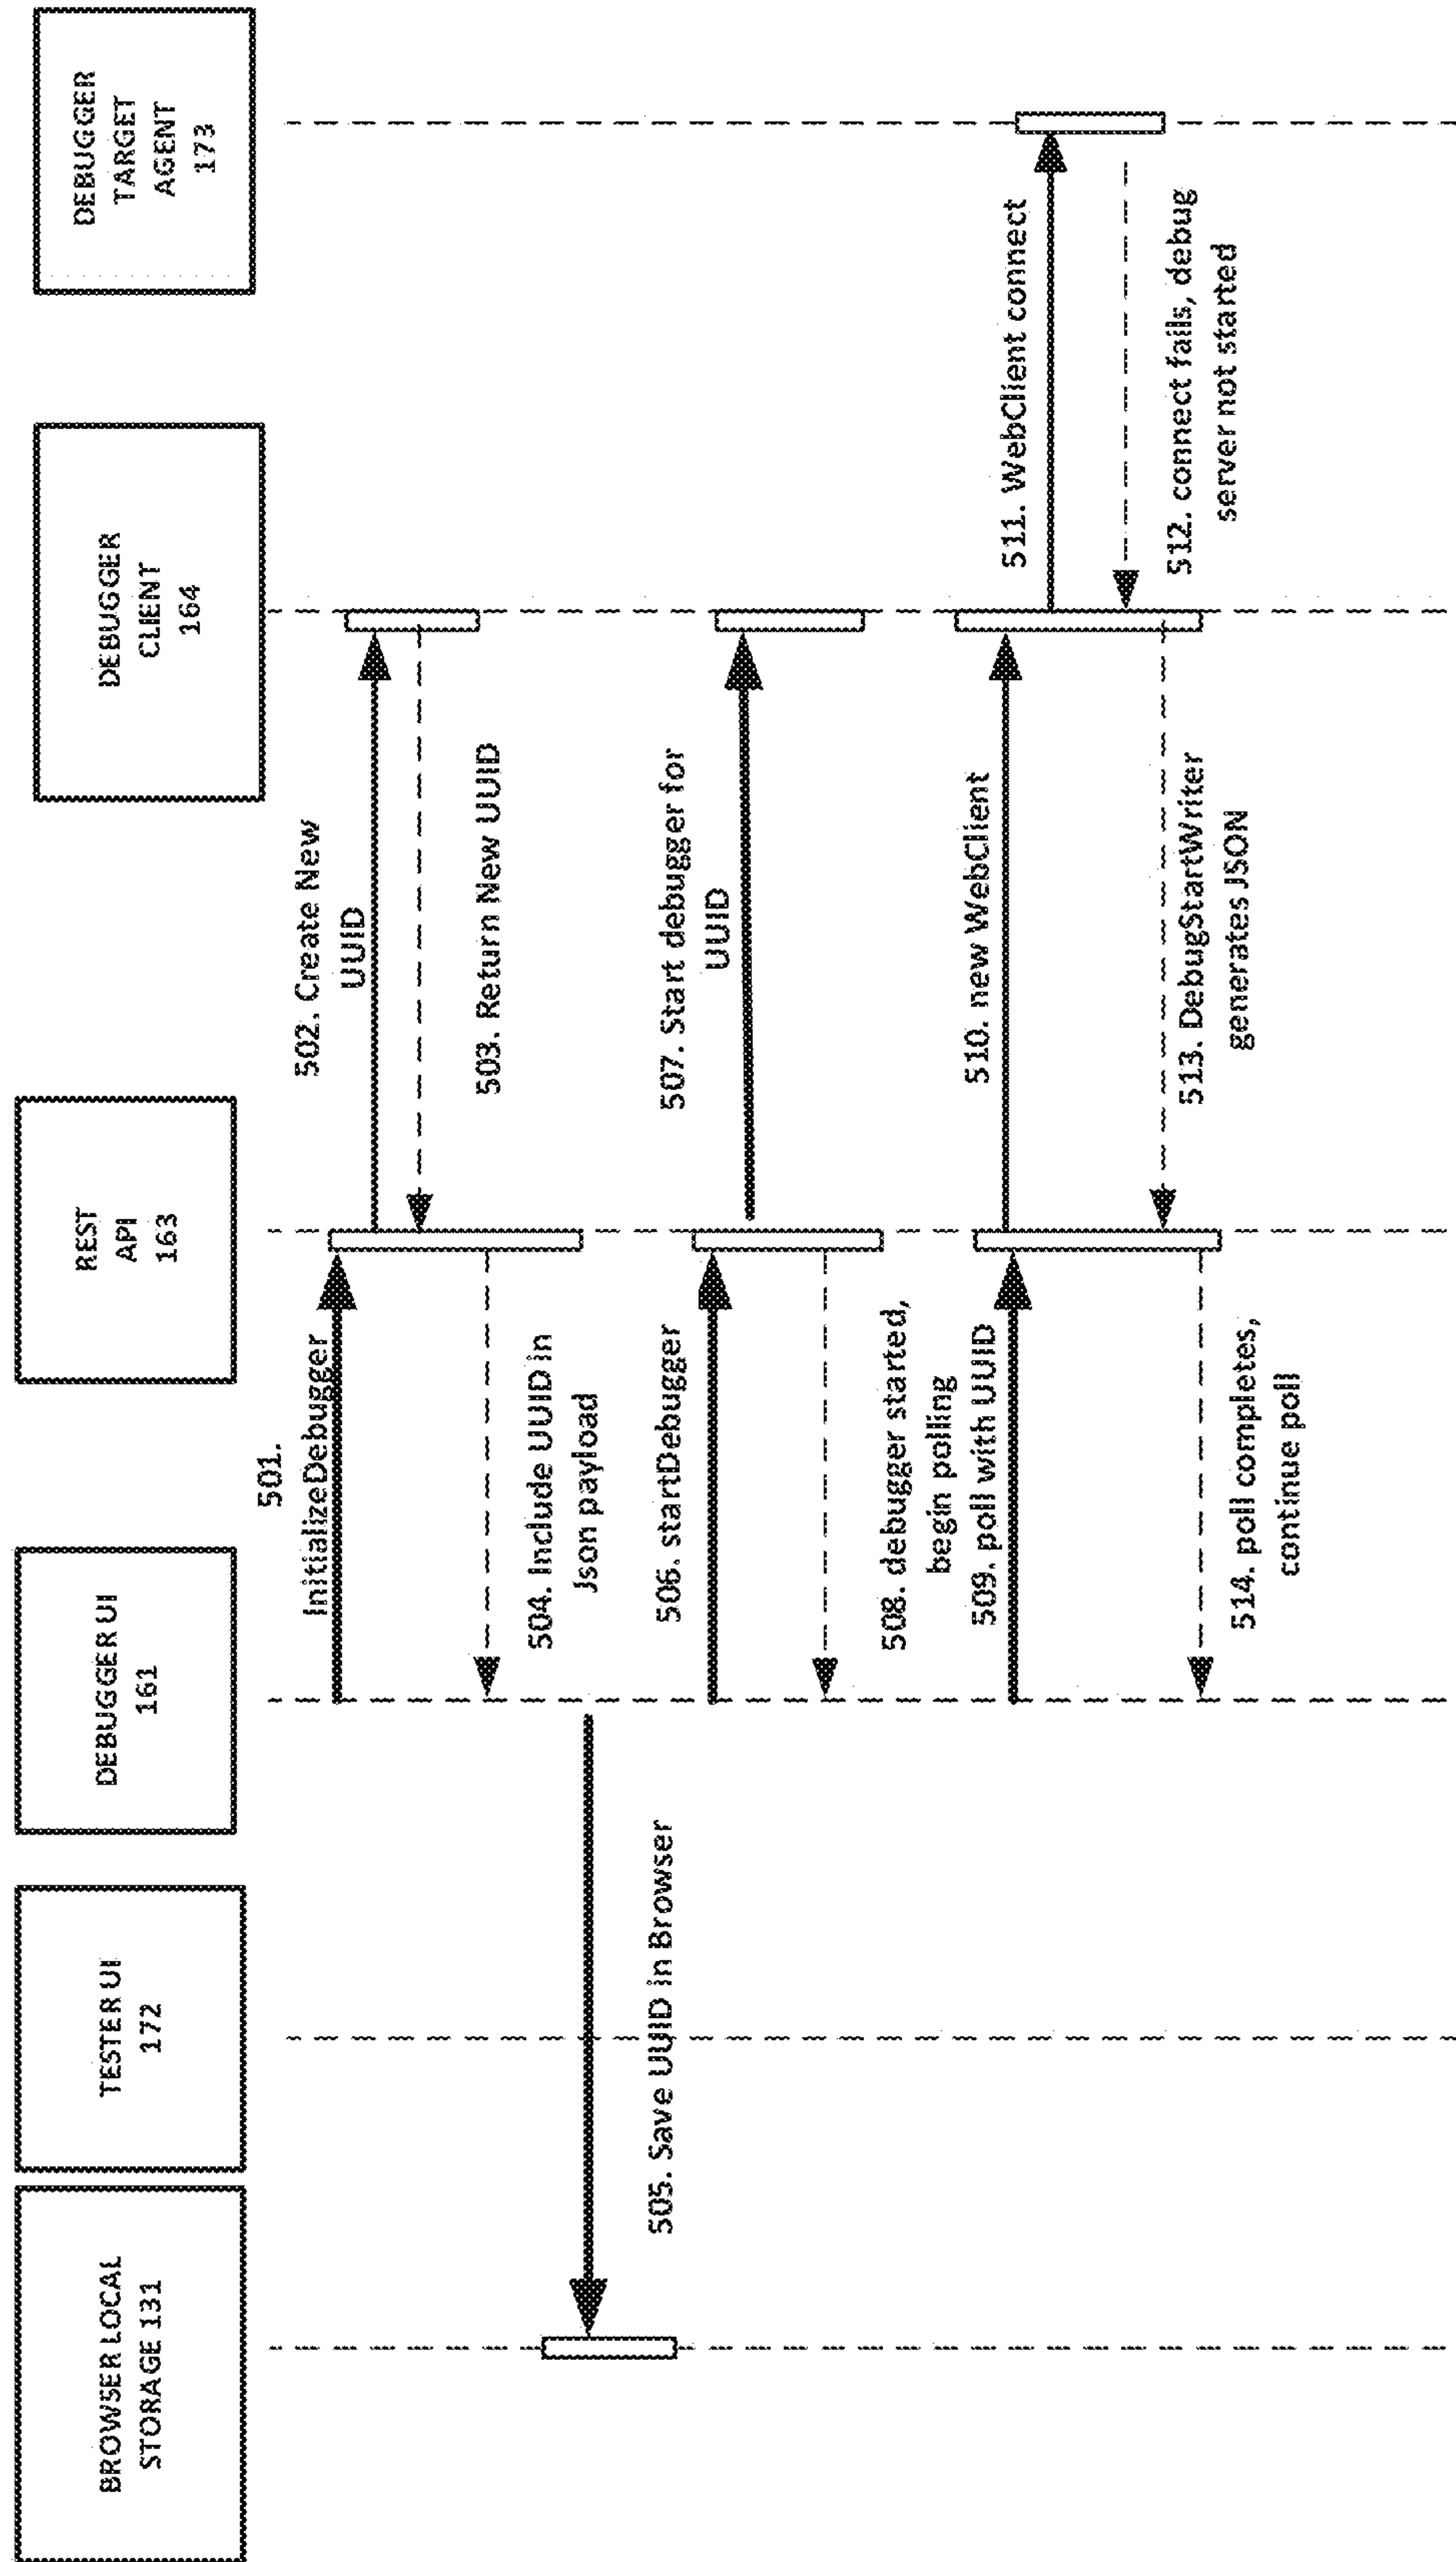 BROWSER LOCAL
STORAGE 131
TESTER UI
172
DEBUGGER UI
161
REST
API
163
DEBUGGER
CLIENT
164
DEBUGGER
TARGET
AGENT
173
501.
InitializeDebugger
502. Create New
UUID
503. Return New UUID
504. Include UUID in
Json payload
505. Save UUID in Browser
506. startDebugger
507. Start debugger for
UUID
508. debugger started,
begin polling
509. poll with UUID
510. new WebClient
511. WebClient connect
512. connect fails, debug
server not started
513. DebugStartWriter
generates JSON
514. poll completes,
continue poll